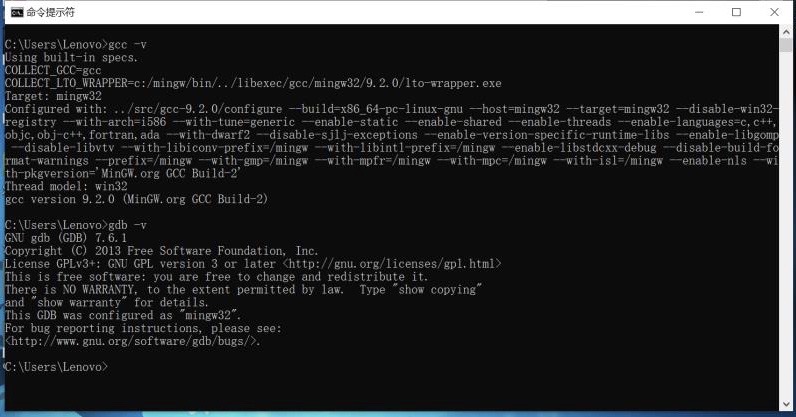 命令提示符
C:\Users\Lenovo>gcc -v
Using built-in specs.
COLLECT_GCC=gcc
COLLECT_LTO_WRAPPER=c:/mingw/bin/../libexec/gcc/mingw32/9.2.0/lto-wrapper.exe
Target: mingw32
Configured with: ../src/gcc-9.2.0/configure --build=x86_64-pc-linux-gnu --host=mingw32 --target=mingw32 --disable-win32-
registry --with-arch=i586 --with-tune=generic --enable-static --enable-shared --enable-threads --enable-languages=c,c++,
objc,obj-c++,fortran,ada --with-dwarf2 --disable-sjlj-exceptions --enable-version-specific-runtime-libs --enable-libgomp
 --disable-libvtv --with-libiconv-prefix=/mingw --with-libintl-prefix=/mingw --enable-libstdcxx-debug --disable-build-fo
rmat-warnings --prefix=/mingw --with-gmp=/mingw --with-mpfr=/mingw --with-mpc=/mingw --with-isl=/mingw --enable-nls --wi
th-pkgversion='MinGW.org GCC Build-2'
Thread model: win32
gcc version 9.2.0 (MinGW.org GCC Build-2)
C:\Users\Lenovo>gdb -v
GNU gdb (GDB) 7.6.1
Copyright (C) 2013 Free Software Foundation, Inc.
License GPLv3+: GNU GPL version 3 or later <http://gnu.org/licenses/gpl.html>
This is free software: you are free to change and redistribute it.
There is NO WARRANTY, to the extent permitted by law.  Type "show copying"
and "show warranty" for details.
This GDB was configured as "mingw32".
For bug reporting instructions, please see:
<http://www.gnu.org/software/gdb/bugs/>.
C:\Users\Lenovo>